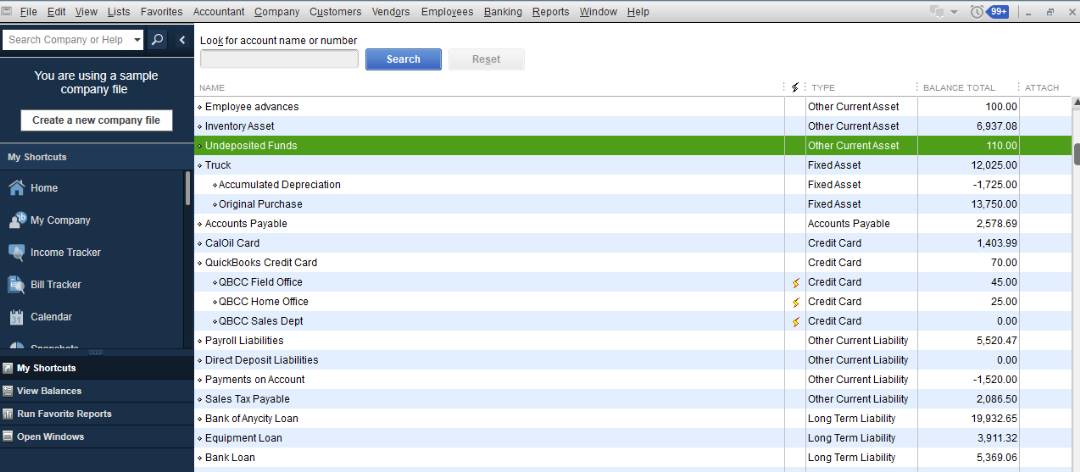 File Edit View Lists Favorites Accountant Company Customers Vendors Employees Banking Reports Window Help 99+
Search Company or Help
You are using a sample
company file
Create a new company file
My Shortcuts
Home
My Company
Income Tracker
Bill Tracker
Calendar
Snapshots
My Shortcuts
View Balances
Run Favorite Reports
Open Windows
Look for account name or number
Search Reset
NAME TYPE BALANCE TOTAL ATTACH
Employee advances Other Current Asset 100.00
Inventory Asset Other Current Asset 6,937.08
Undeposited Funds Other Current Asset 110.00
Truck Fixed Asset 12,025.00
Accumulated Depreciation Fixed Asset -1,725.00
Original Purchase Fixed Asset 13,750.00
Accounts Payable Accounts Payable 2,578.69
CalOil Card Credit Card 1,403.99
QuickBooks Credit Card Credit Card 70.00
QBCC Field Office Credit Card 45.00
QBCC Home Office Credit Card 25.00
QBCC Sales Dept Credit Card 0.00
Payroll Liabilities Other Current Liability 5,520.47
Direct Deposit Liabilities Other Current Liability 0.00
Payments on Account Other Current Liability -1,520.00
Sales Tax Payable Other Current Liability 2,086.50
Bank of Anycity Loan Long Term Liability 19,932.65
Equipment Loan Long Term Liability 3,911.32
Bank Loan Long Term Liability 5,369.06